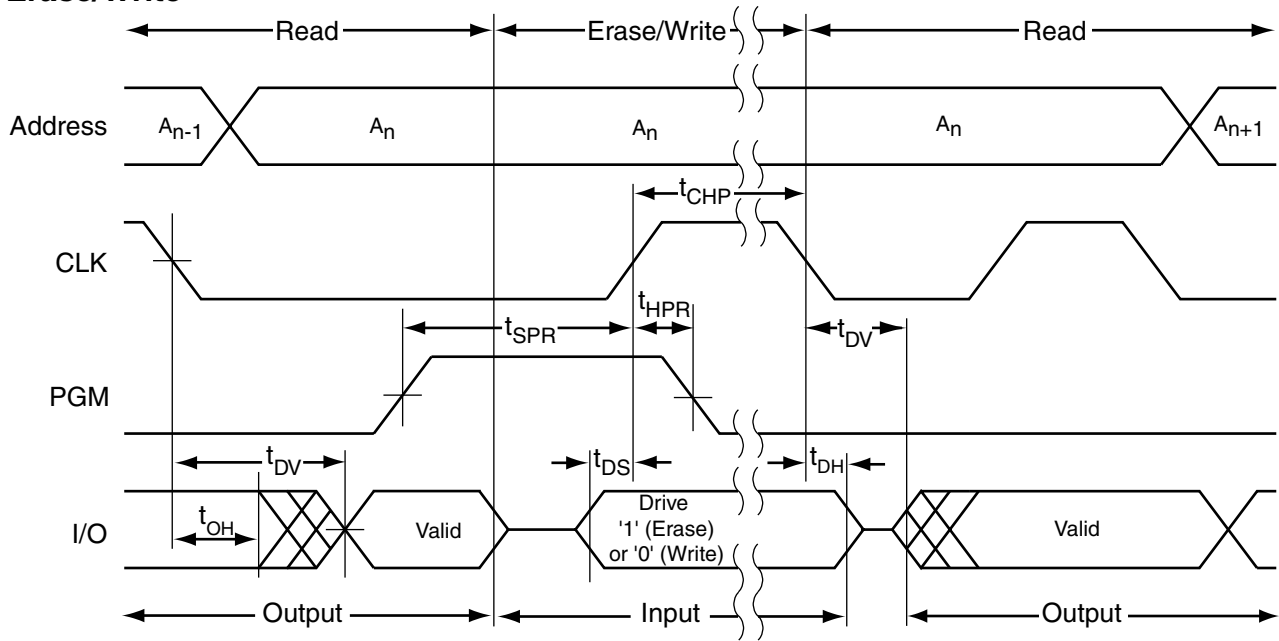 Erase/Write
Read Erase/Write Read
Address An-1 An An An An+1
tCHP
CLK
tHPR
tSPR tDV
PGM
tDV tDS tDH
I/O tOH Valid Drive Valid
'1' (Erase)
or '0' (Write)
Output Input Output